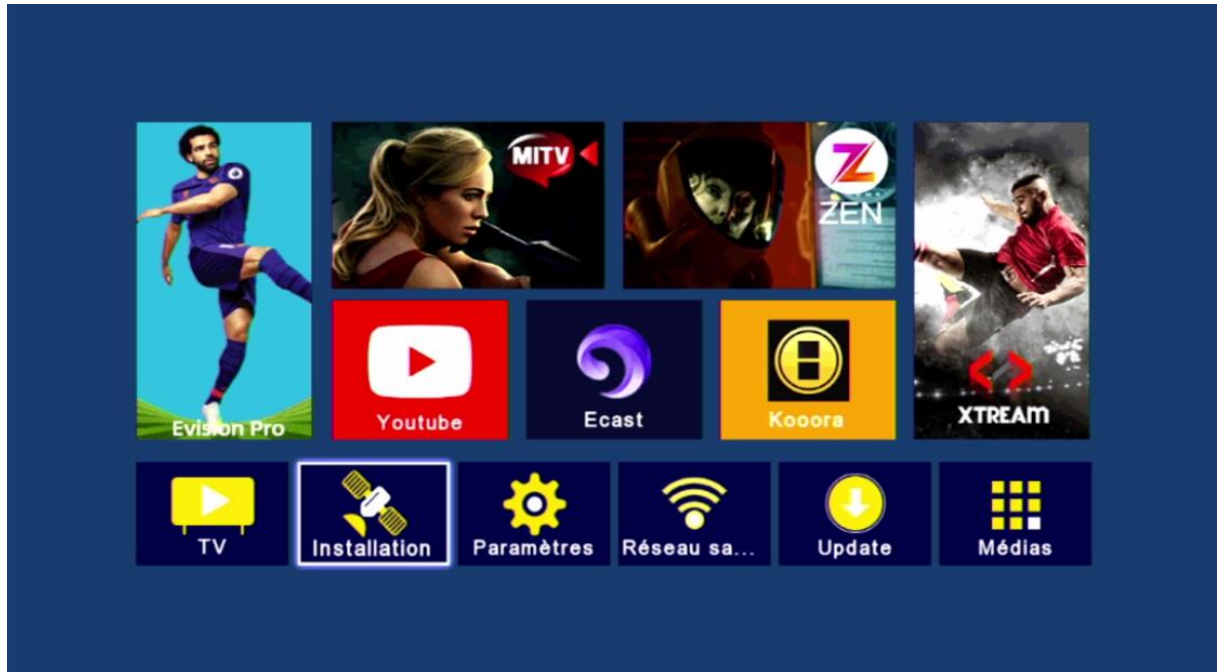 MITV
ZEN
Evision Pro
Youtube
Ecast
Kooora
XTREAM
TV
Installation
Paramètres
Réseau sa...
Update
Médias